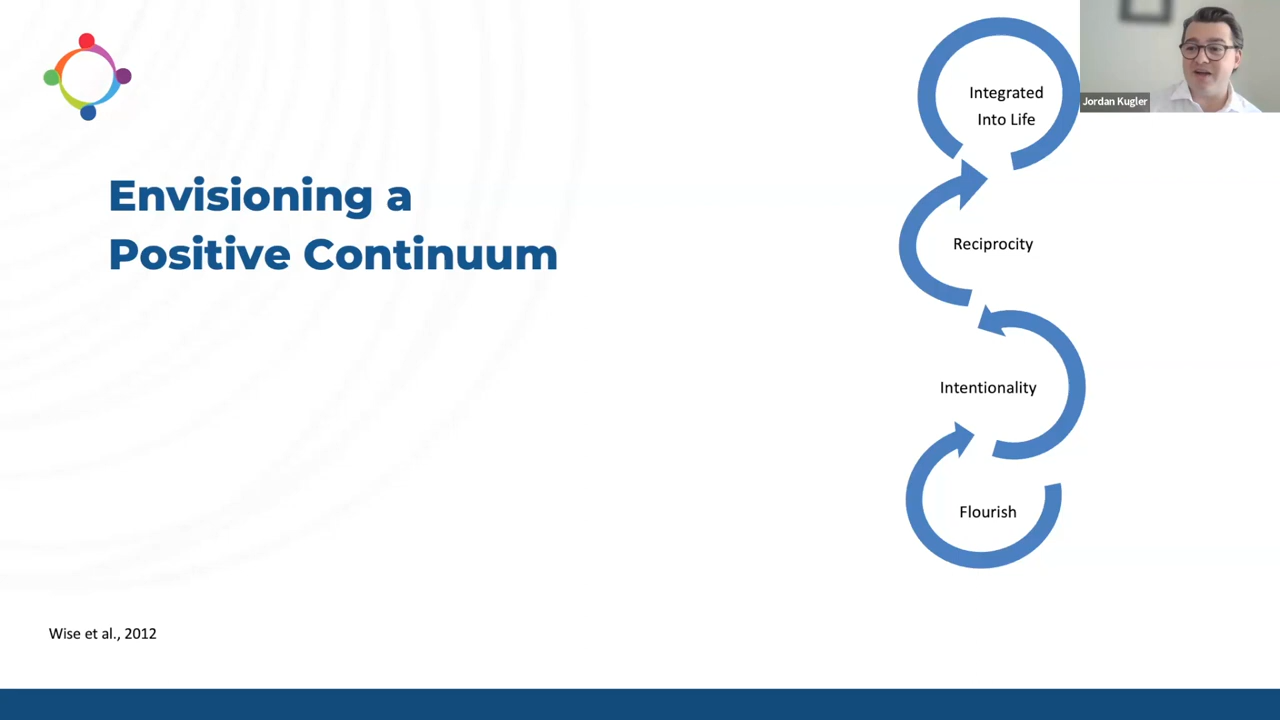 Envisioning a
Positive Continuum
Integrated
Into Life
Reciprocity
Intentionality
Flourish
Jordan Kugler
Wise et al., 2012